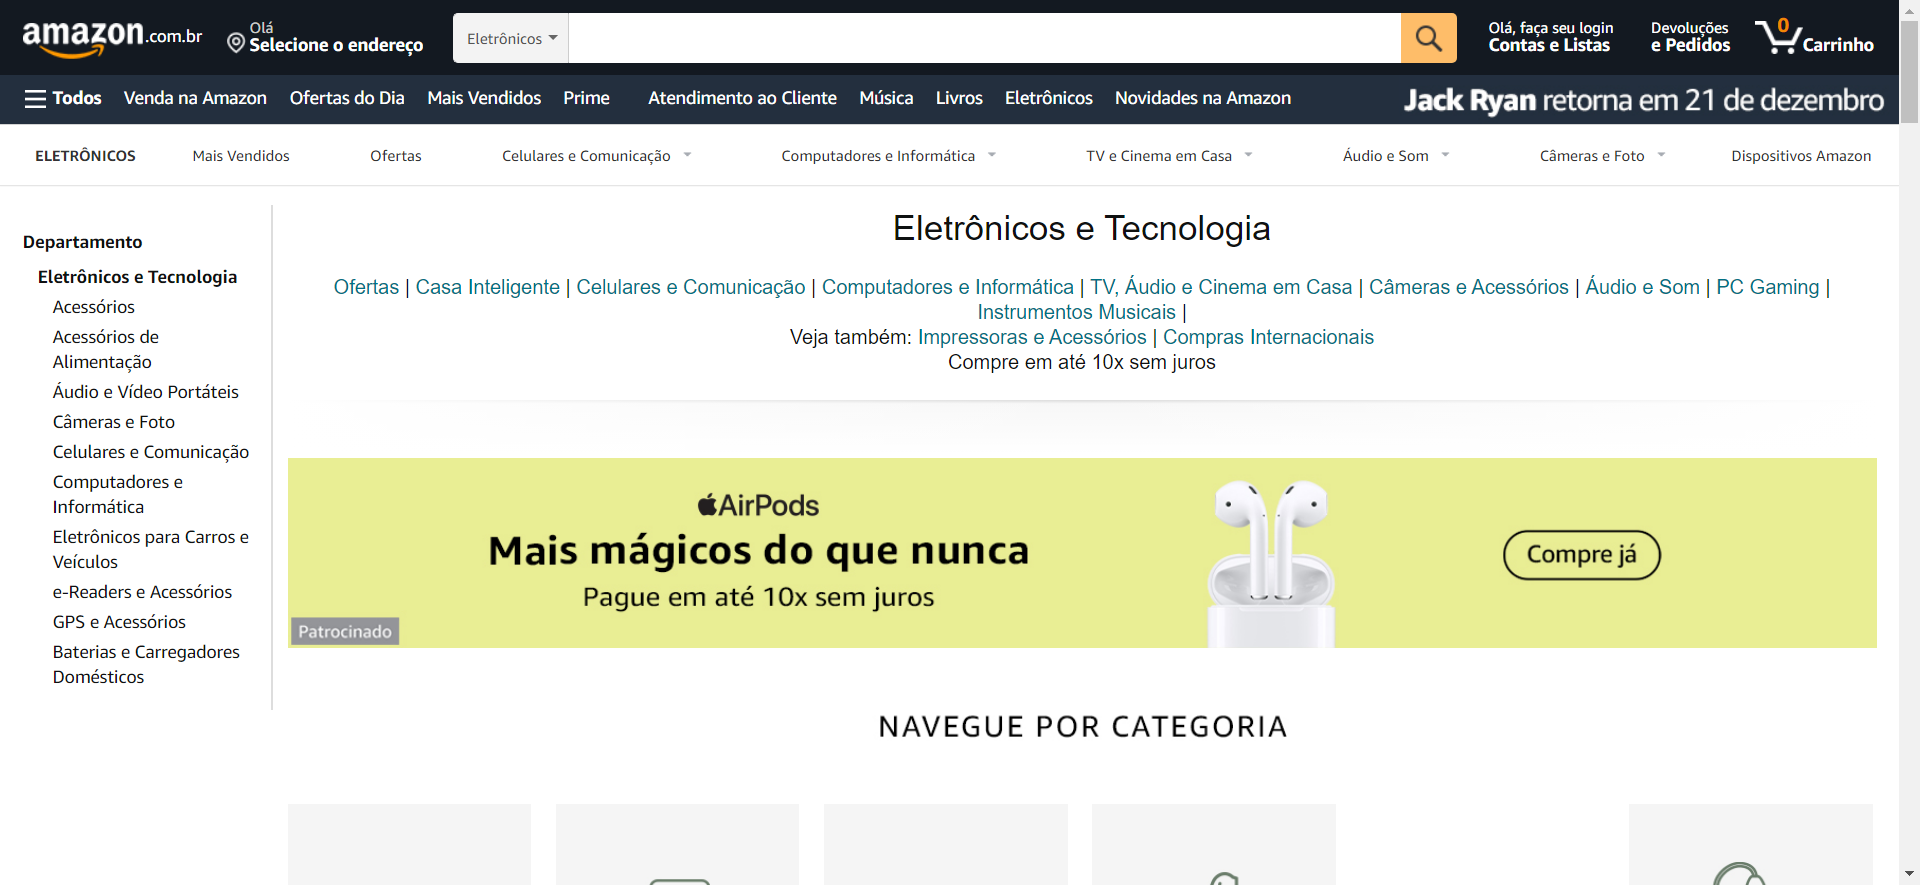 amazon.com.br
Olá
Selecione o endereço
Eletrônicos
Olá, faça seu login
Contas e Listas
Devoluções
e Pedidos
0
Carrinho
Todos
Venda na Amazon
Ofertas do Dia
Mais Vendidos
Prime
Atendimento ao Cliente
Música
Livros
Eletrônicos
Novidades na Amazon
Jack Ryan retorna em 21 de dezembro
ELETRÔNICOS
Mais Vendidos
Ofertas
Celulares e Comunicação
Computadores e Informática
TV e Cinema em Casa
Áudio e Som
Câmeras e Foto
Dispositivos Amazon
Departamento
Eletrônicos e Tecnologia
Acessórios
Acessórios de
Alimentação
Áudio e Vídeo Portáteis
Câmeras e Foto
Celulares e Comunicação
Computadores e
Informática
Eletrônicos para Carros e
Veículos
e-Readers e Acessórios
GPS e Acessórios
Baterias e Carregadores
Domésticos
Eletrônicos e Tecnologia
Ofertas | Casa Inteligente | Celulares e Comunicação | Computadores e Informática | TV, Áudio e Cinema em Casa | Câmeras e Acessórios | Áudio e Som | PC Gaming |
Instrumentos Musicais |
Veja também: Impressoras e Acessórios | Compras Internacionais
Compre em até 10x sem juros
AirPods
Mais mágicos do que nunca
Pague em até 10x sem juros
Compre já
Patrocinado
NAVEGUE POR CATEGORIA